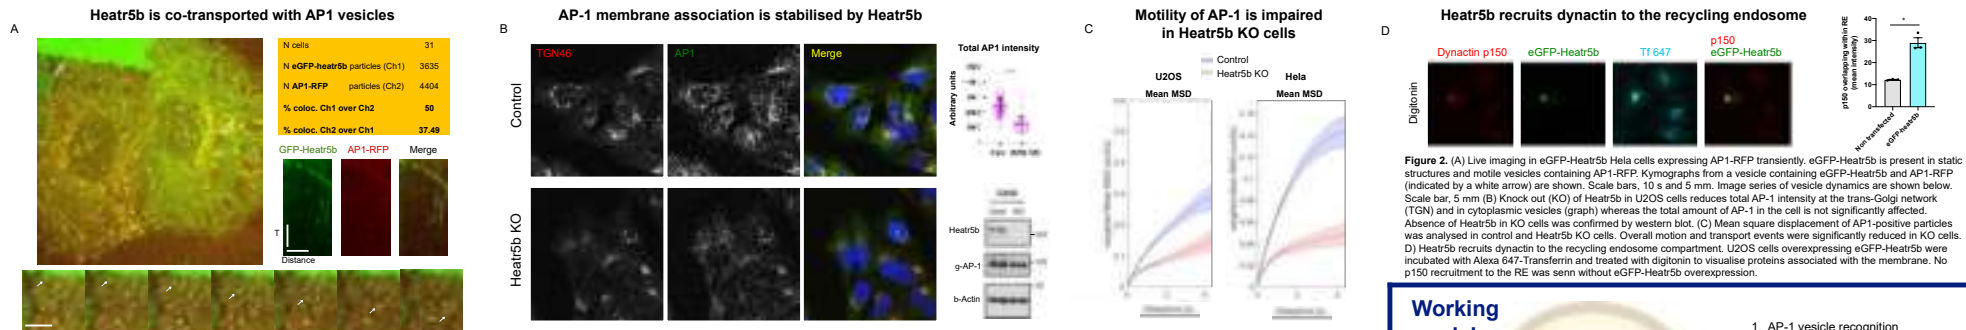 Heatr5b is co-transported with AP1 vesicles
A
N cells 31
N eGFP-heatr5b particles (Ch1) 3635
N AP1-RFP particles (Ch2) 4404
% coloc. Ch1 over Ch2 50
% coloc. Ch2 over Ch1 37.49
GFP-Heatr5b AP1-RFP Merge
T
Distance
AP-1 membrane association is stabilised by Heatr5b
B
TGN46 AP1 Merge
Control
Heatr5b KO
Total AP1 intensity
Arbitrary units
Heatr5b
g-AP-1
b-Actin
Motility of AP-1 is impaired
in Heatr5b KO cells
C
Control
Heatr5b KO
U2OS
Mean MSD
Hela
Mean MSD
Heatr5b recruits dynactin to the recycling endosome
D
Dynactin p150 eGFP-Heatr5b Tf 647 p150
eGFP-Heatr5b
Digitonin
p150 overlapping within RE
(mean intensity)
40
30
20
10
0
*
Non transfected
eGFP-heatr5b
Figure 2. (A) Live imaging in eGFP-Heatr5b Hela cells expressing AP1-RFP transiently. eGFP-Heatr5b is present in static
structures and motile vesicles containing AP1-RFP. Kymographs from a vesicle containing eGFP-Heatr5b and AP1-RFP
(indicated by a white arrow) are shown. Scale bars, 10 s and 5 mm. Image series of vesicle dynamics are shown below.
Scale bar, 5 mm (B) Knock out (KO) of Heatr5b in U2OS cells reduces total AP-1 intensity at the trans-Golgi network
(TGN) and in cytoplasmic vesicles (graph) whereas the total amount of AP-1 in the cell is not significantly affected.
Absence of Heatr5b in KO cells was confirmed by western blot. (C) Mean square displacement of AP1-positive particles
was analysed in control and Heatr5b KO cells. Overall motion and transport events were significantly reduced in KO cells.
D) Heatr5b recruits dynactin to the recycling endosome compartment. U2OS cells overexpressing eGFP-Heatr5b were
incubated with Alexa 647-Transferrin and treated with digitonin to visualise proteins associated with the membrane. No
p150 recruitment to the RE was senn without eGFP-Heatr5b overexpression.
Working
1. AP-1 vesicle recognition